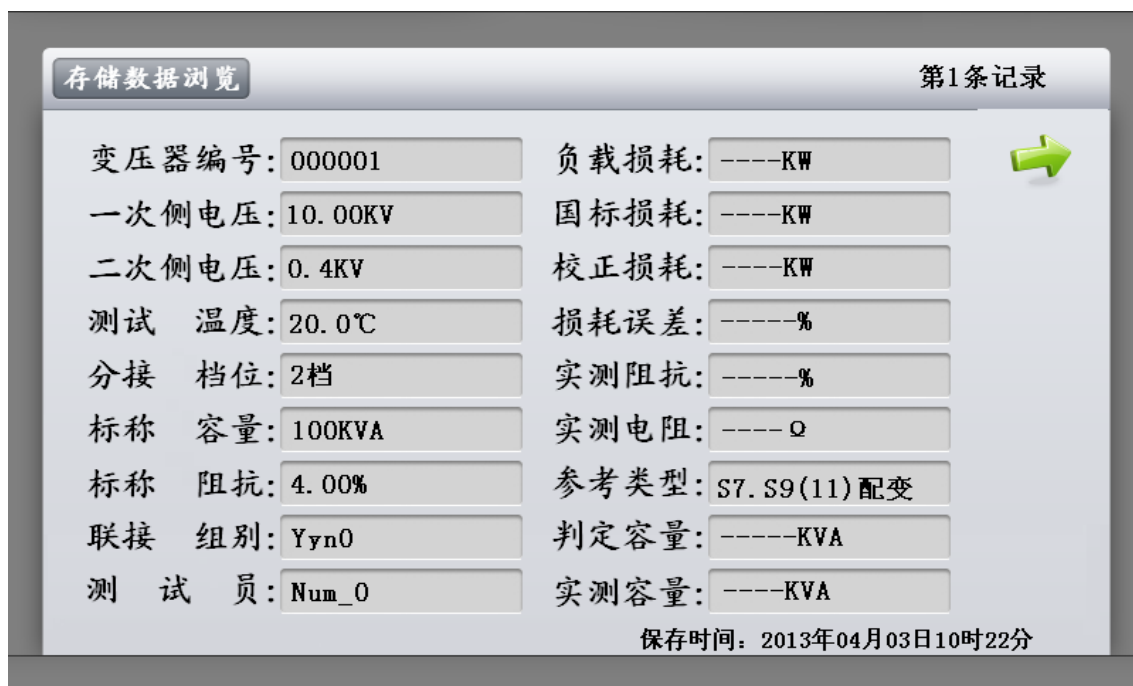 存储数据浏览 第1条记录
变压器编号: 000001 负载损耗: ----KW
一次侧电压: 10.00KV 国标损耗: ----KW
二次侧电压: 0.4KV 校正损耗: ----KW
测试 温度: 20.0℃ 损耗误差: -----%
分接 档位: 2档 实测阻抗: -----%
标称 容量: 100KVA 实测电阻: ----Ω
标称 阻抗: 4.00% 参考类型: S7.S9(11)配变
联接 组别: Yyn0 判定容量: -----KVA
测 试 员: Num_0 实测容量: ----KVA
保存时间: 2013年04月03日10时22分